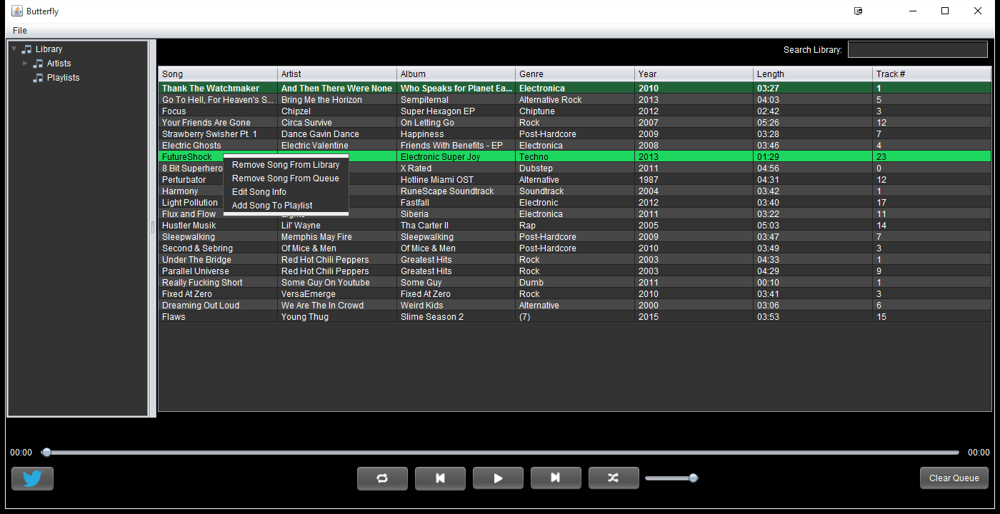 Butterfly
File
Library
Artists
Playlists
Search Library:
Song Artist Album Genre Year Length Track #
Thank The Watchmaker And Then There Were None Who Speaks for Planet Ea... Electronica 2010 03:27 1
Go To Hell, For Heaven's S... Bring Me the Horizon Sempiternal Alternative Rock 2013 04:03 5
Focus Chipzel Super Hexagon EP Chiptune 2012 02:42 3
Your Friends Are Gone Circa Survive On Letting Go Rock 2007 05:26 12
Strawberry Swisher Pt. 1 Dance Gavin Dance Happiness Post-Hardcore 2009 03:28 7
Electric Ghosts Electric Valentine Friends With Benefits - EP Electronica 2008 03:46 4
FutureShock Electronic Super Joy Techno 2013 01:29 23
8 Bit Superhero X Rated Dubstep 2011 04:56 0
Perturbator Hotline Miami OST Alternative 1987 04:31 12
Harmony RuneScape Soundtrack Soundtrack 2004 03:42 1
Light Pollution Fastfall Electronic 2012 03:40 17
Flux and Flow Siberia Electronica 2011 03:22 11
Hustler Musik Lil' Wayne Tha Carter II Rap 2005 05:03 14
Sleepwalking Memphis May Fire Sleepwalking Post-Hardcore 2009 03:47 7
Second & Sebring Of Mice & Men Of Mice & Men Post-Hardcore 2010 03:49 3
Under The Bridge Red Hot Chili Peppers Greatest Hits Rock 2003 04:33 1
Parallel Universe Red Hot Chili Peppers Greatest Hits Rock 2003 04:29 9
Really Fucking Short Some Guy On Youtube Some Guy Dumb 2011 00:10 1
Fixed At Zero VersaEmerge Fixed At Zero Rock 2010 03:41 3
Dreaming Out Loud We Are The In Crowd Weird Kids Alternative 2000 03:06 6
Flaws Young Thug Slime Season 2 (7) 2015 03:53 15
Remove Song From Library
Remove Song From Queue
Edit Song Info
Add Song To Playlist
00:00 00:00
Clear Queue